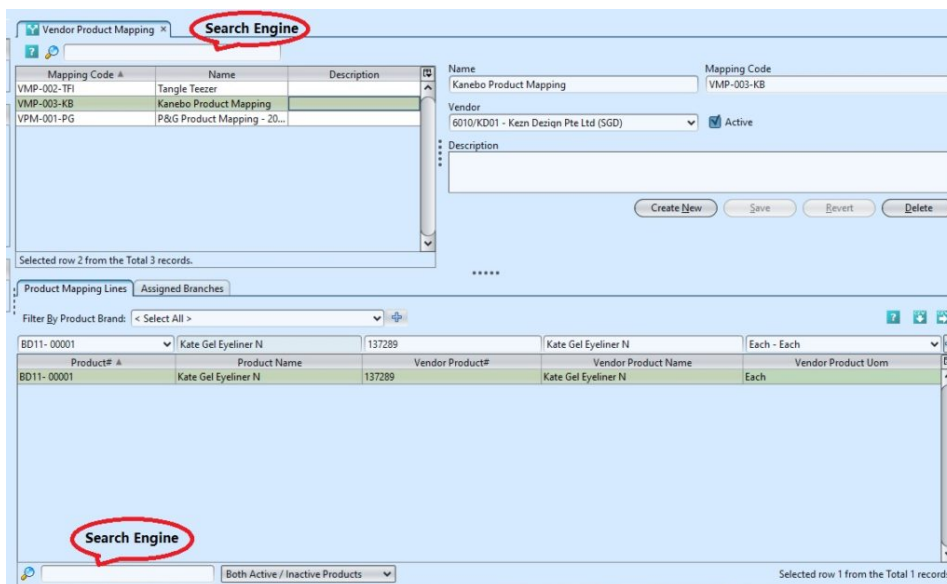 Vendor Product Mapping × Search Engine
?
Name Mapping Code
Mapping Code Name Description
Kanebo Product Mapping VMP-003-KB
VMP-002-TFI Tangle Teezer
VMP-003-KB Kanebo Product Mapping
Vendor
VPM-001-PG P&G Product Mapping - 20...
6010/KD01 - Kezn Dezign Pte Ltd (SGD) Active
Description
Create New Save Revert Delete
Selected row 2 from the Total 3 records.
Product Mapping Lines Assigned Branches
Filter By Product Brand: < Select All > ?
BD11- 00001 Kate Gel Eyeliner N 137289 Kate Gel Eyeliner N Each - Each
Product# Product Name Vendor Product# Vendor Product Name Vendor Product Uom
BD11- 00001 Kate Gel Eyeliner N 137289 Kate Gel Eyeliner N Each
Search Engine
Both Active / Inactive Products Selected row 1 from the Total 1 record